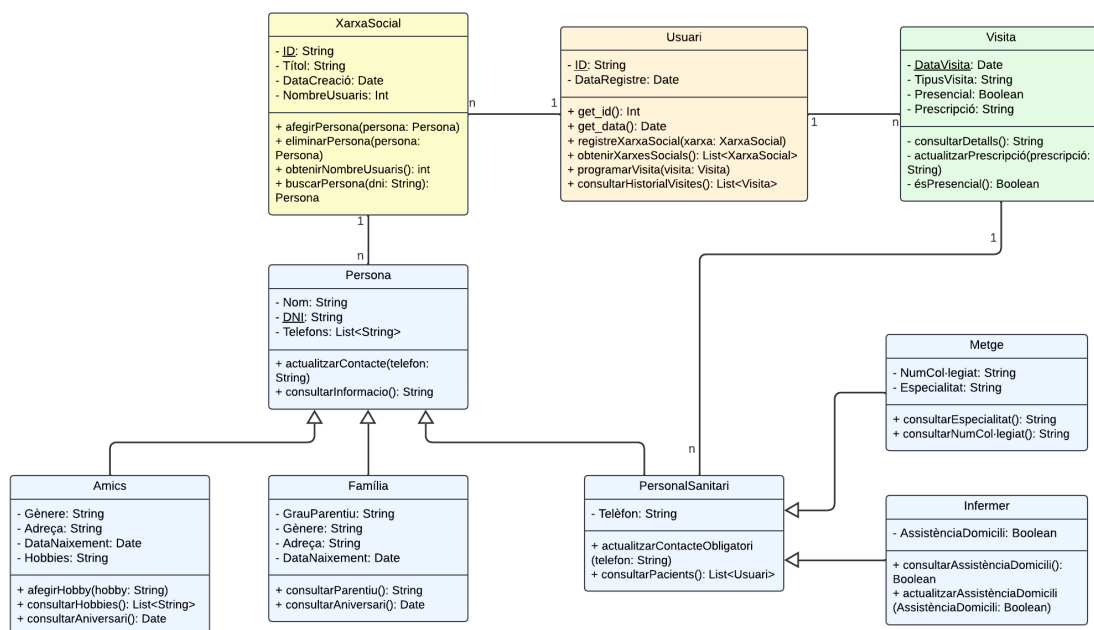 XarxaSocial
- ID: String
- Títol: String
- DataCreació: Date
- NombreUsuaris: Int
+ afegirPersona(persona: Persona)
+ eliminarPersona(persona:
Persona)
+ obtenirNombreUsuaris(): int
+ buscarPersona(dni: String):
Persona
n
1
Usuari
- ID: String
- DataRegistre: Date
+ get_id(): Int
+ get_data(): Date
+ registreXarxaSocial(xarxa: XarxaSocial)
+ obtenirXarxesSocials(): List<XarxaSocial>
+ programarVisita(visita: Visita)
+ consultarHistorialVisites(): List<Visita>
1
n
Visita
- DataVisita: Date
- TipusVisita: String
- Presencial: Boolean
- Prescripció: String
- consultarDetalls(): String
- actualitzarPrescripció(prescripció:
String)
- ésPresencial(): Boolean
1
n
1
n
Persona
- Nom: String
- DNI: String
- Telefons: List<String>
+ actualitzarContacte(telefon:
String)
+ consultarInformacio(): String
Metge
- NumCol·legiat: String
- Especialitat: String
+ consultarEspecialitat(): String
+ consultarNumCol·legiat(): String
Amics
- Gènere: String
- Adreça: String
- DataNaixement: Date
- Hobbies: String
+ afegirHobby(hobby: String)
+ consultarHobbies(): List<String>
+ consultarAniversari(): Date
Família
- GrauParentiu: String
- Gènere: String
- Adreça: String
- DataNaixement: Date
+ consultarParentiu(): String
+ consultarAniversari(): Date
PersonalSanitari
- Telèfon: String
+ actualitzarContacteObligatori
(telefon: String)
+ consultarPacients(): List<Usuari>
Infermer
- AssistènciaDomicili: Boolean
+ consultarAssistènciaDomicili():
Boolean
+ actualitzarAssistènciaDomicili
(AssistènciaDomicili: Boolean)